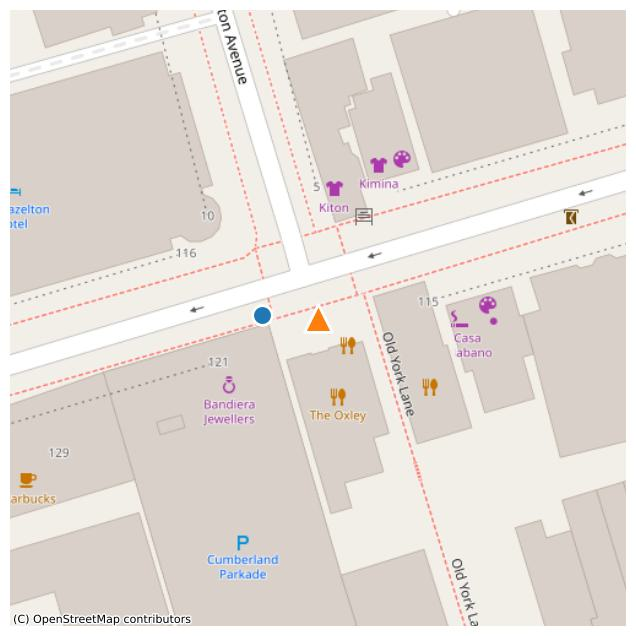 ton Avenue
5
Kimina
Kiton
azelton
otel
10
116
115
Casa
abano
Old York Lane
121
The Oxley
Bandiera
Jewellers
129
arbucks
P
Cumberland
Parkade
Old York La
(C) OpenStreetMap contributors